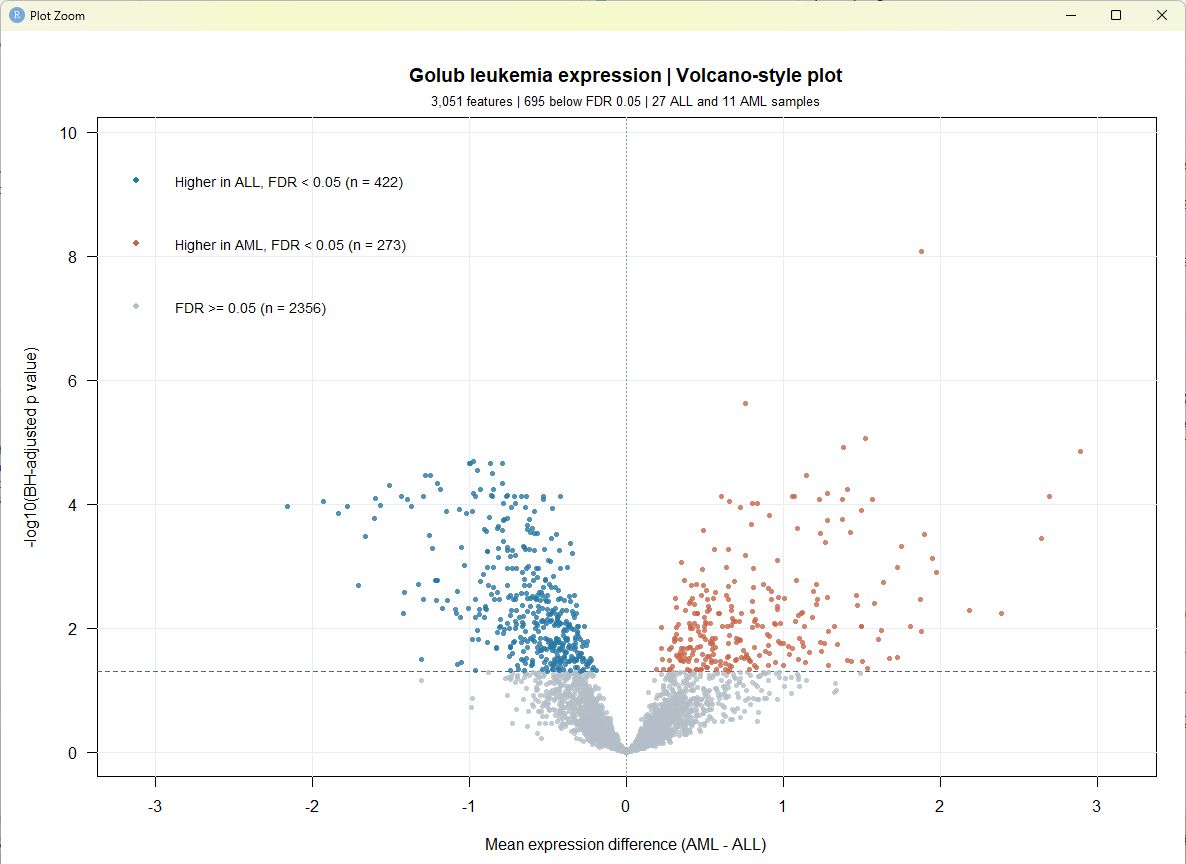 R Plot Zoom
Golub leukemia expression | Volcano-style plot
3,051 features | 695 below FDR 0.05 | 27 ALL and 11 AML samples
10
8
6
4
2
0
-log10(BH-adjusted p value)
Higher in ALL, FDR < 0.05 (n = 422)
Higher in AML, FDR < 0.05 (n = 273)
FDR >= 0.05 (n = 2356)
-3 -2 -1 0 1 2 3
Mean expression difference (AML - ALL)